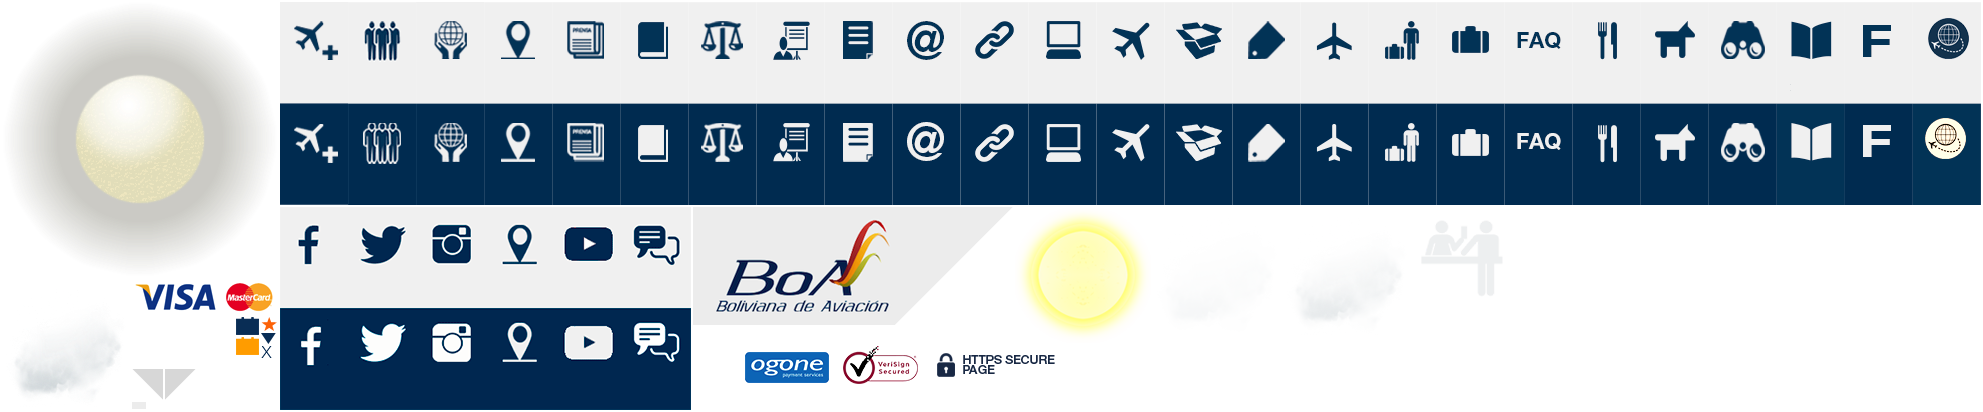 PRENSA
@
FAQ
F
PRENSA
@
FAQ
F
f
BoA
Boliviana de Aviación
VISA
MasterCard
X
f
ogone
payment services
VeriSign
Secured
HTTPS SECURE
PAGE